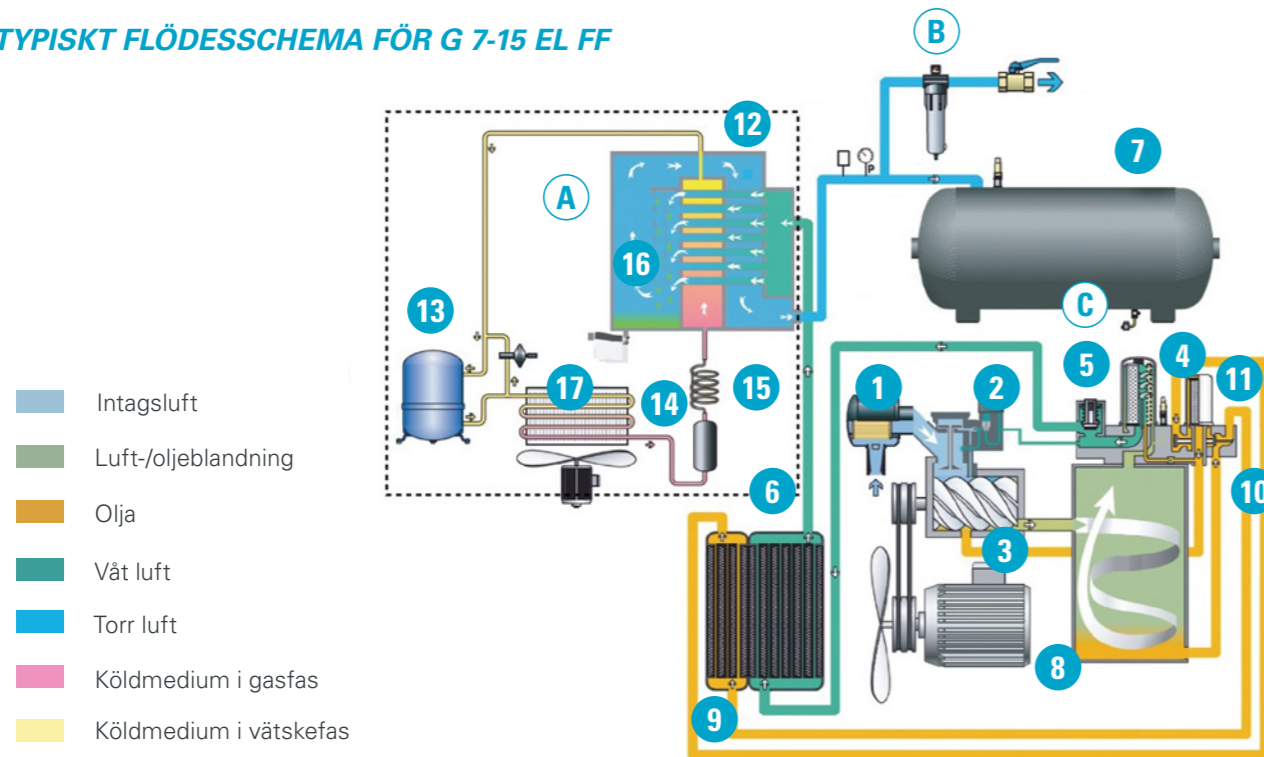 TYPISKT FLÖDESSCHEMA FÖR G 7-15 EL FF
B
12
7
A
P
16
13
C
5
4
11
17
14
15
1
2
Intagsluft
Luft-/oljeblandning
6
10
Olja
3
Våt luft
Torr luft
8
Köldmedium i gasfas
9
Köldmedium i vätskefas